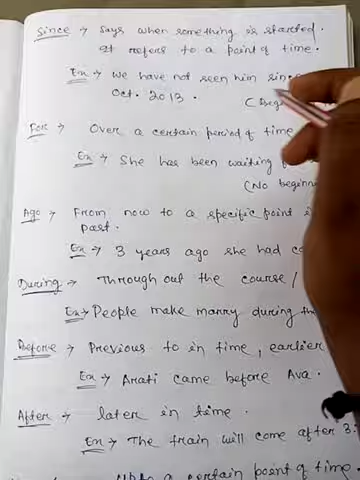 Since → Says when something is started.
It refers to a point of time.
Ex → We have not seen him since
Oct. 2013.
For → Over a certain period of time
Ex → She has been waiting
(No
Ago → From now to a specific point
past.
Ex → 3 years ago she had
During → Through out the course/
Ex → People make marry during
Before → Previous to in time, earlier
Ex → Arati came before Ava.
After → later in time.
Ex → The train will come after 3.
a certain point of time.